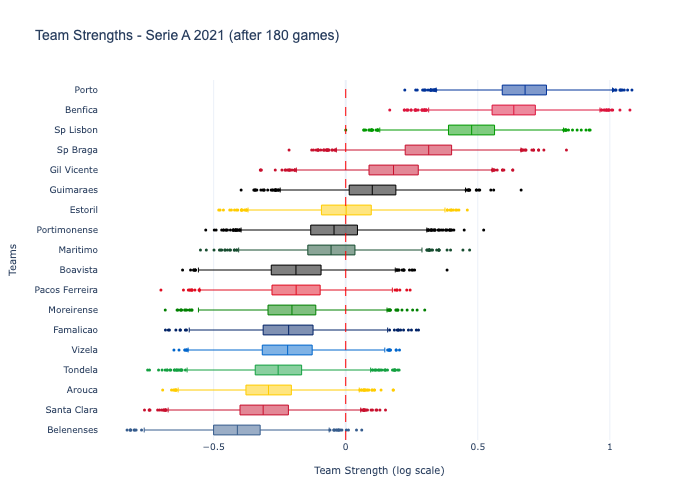 Team Strengths - Serie A 2021 (after 180 games)
Porto
Benfica
Sp Lisbon
Sp Braga
Gil Vicente
Guimaraes
Estoril
Portimonense
Maritimo
Boavista
Pacos Ferreira
Moreirense
Famalicao
Vizela
Tondela
Arouca
Santa Clara
Belenenses
Teams
−0.5 0 0.5 1
Team Strength (log scale)